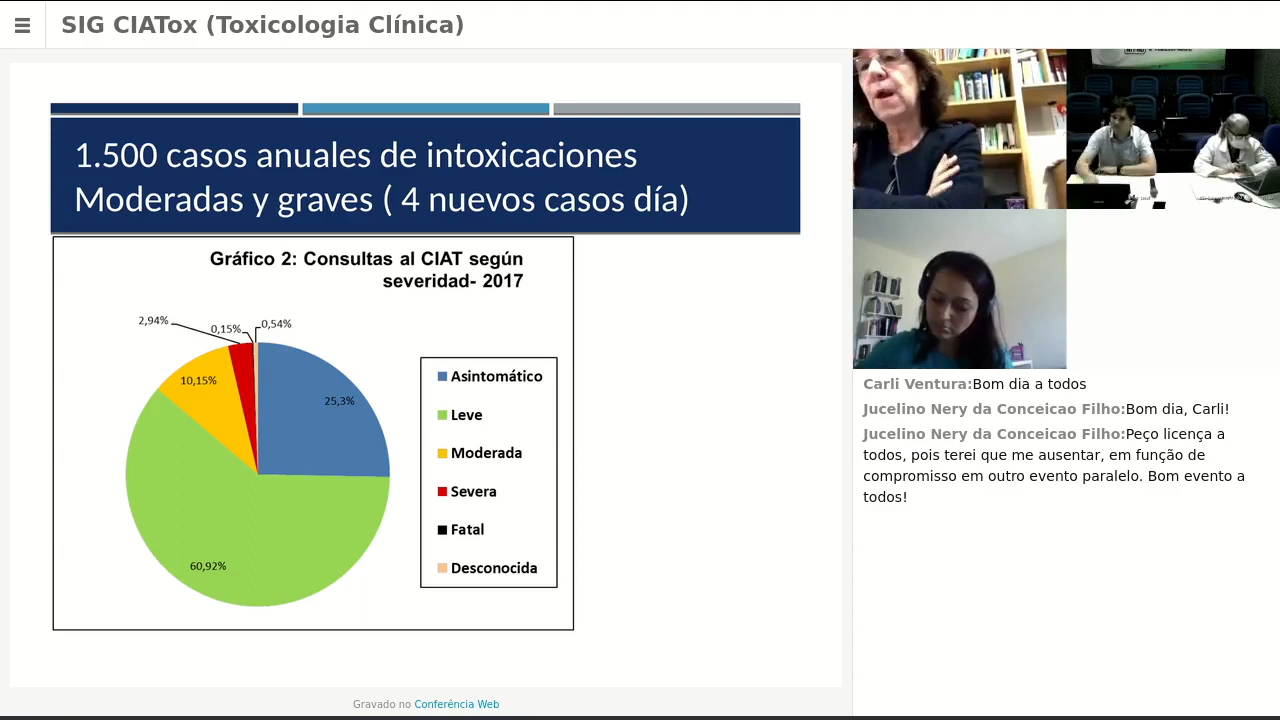 SIG CIATox (Toxicologia Clínica)
1.500 casos anuales de intoxicaciones
Moderadas y graves ( 4 nuevos casos día)
Gráfico 2: Consultas al CIAT según
severidad- 2017
2,94%
0,15%
0,54%
10,15%
25,3%
60,92%
Asintomático
Leve
Moderada
Severa
Fatal
Desconocida
Carli Ventura:Bom dia a todos
Jucelino Nery da Conceicao Filho:Bom dia, Carli!
Jucelino Nery da Conceicao Filho:Peço licença a
todos, pois terei que me ausentar, em função de
compromisso em outro evento paralelo. Bom evento a
todos!
Gravado no Conferência Web